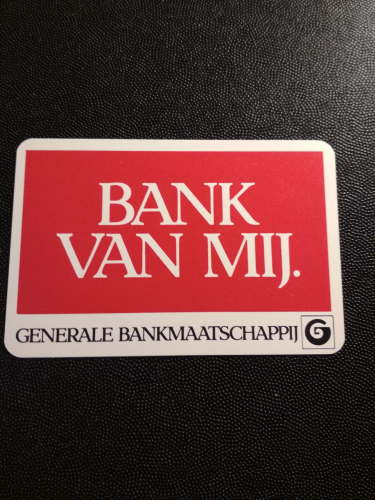 BANK
VAN MIJ.
GENERALE BANKMAATSCHAPPIJ G